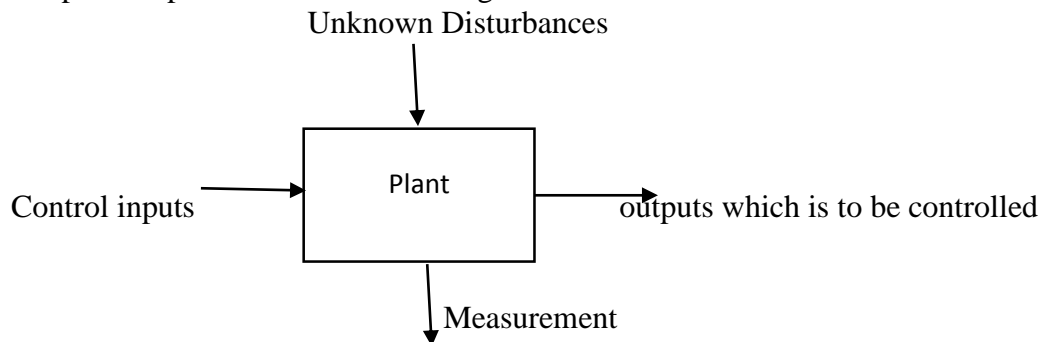 Unknown Disturbances
Plant
Control inputs
outputs which is to be controlled
Measurement